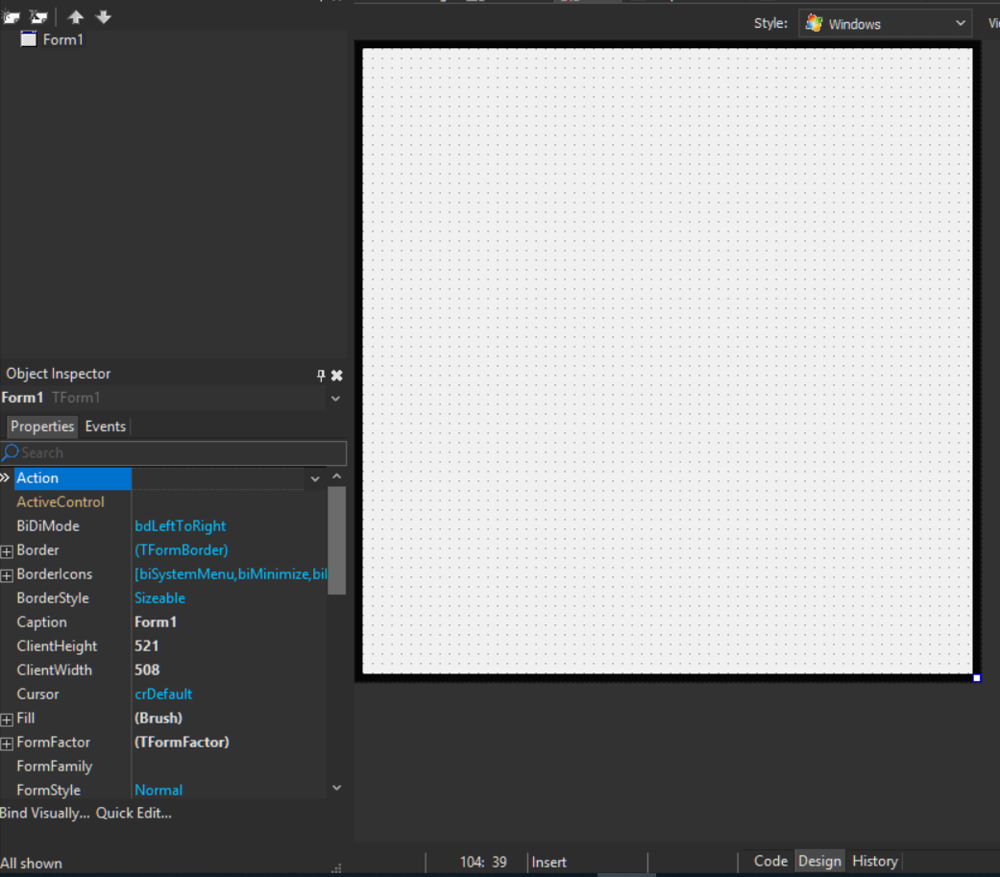 Style: Windows
Form1
Object Inspector
Form1 TForm1
Properties Events
Search
Action
ActiveControl
BiDiMode bdLeftToRight
Border (TFormBorder)
BorderIcons [biSystemMenu,biMinimize,
BorderStyle Sizeable
Caption Form1
ClientHeight 521
ClientWidth 508
Cursor crDefault
Fill (Brush)
FormFactor (TFormFactor)
FormFamily
FormStyle Normal
Bind Visually... Quick Edit...
All shown
104: 39 Insert
Code Design History